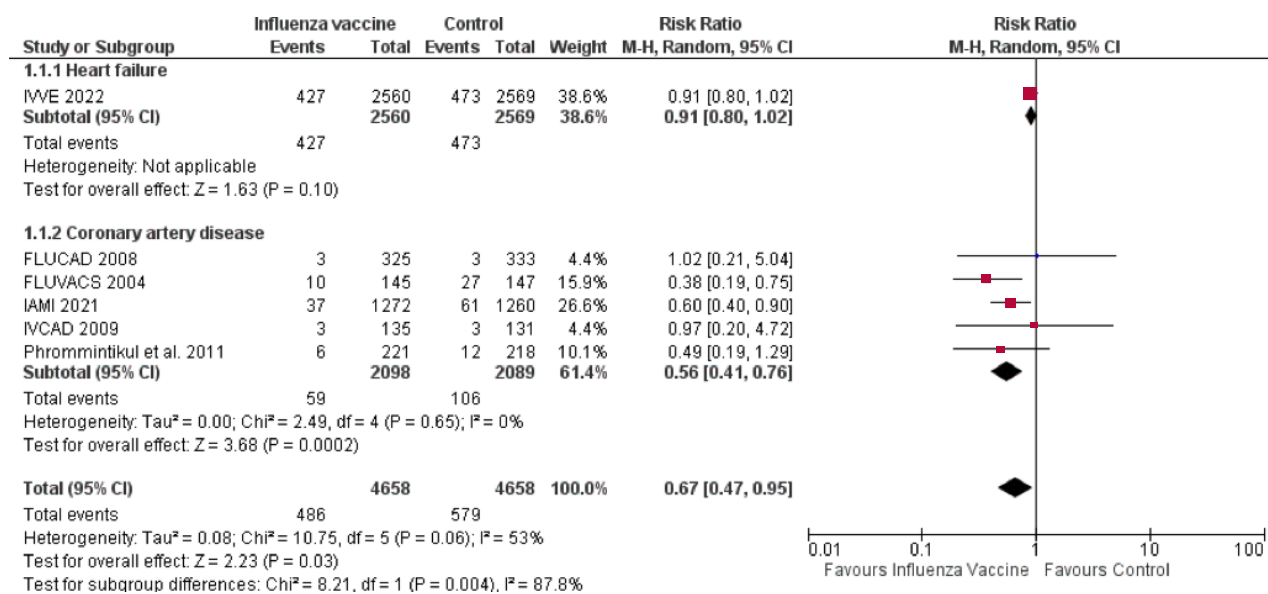 Influenza vaccine Control Risk Ratio Risk Ratio
Study or Subgroup Events Total Events Total Weight M-H, Random, 95% CI M-H, Random, 95% CI
1.1.1 Heart failure
IVVE 2022 427 2560 473 2569 38.6% 0.91 [0.80, 1.02]
Subtotal (95% CI) 2560 2569 38.6% 0.91 [0.80, 1.02]
Total events 427 473
Heterogeneity: Not applicable
Test for overall effect: Z = 1.63 (P = 0.10)
1.1.2 Coronary artery disease
FLUCAD 2008 3 325 3 333 4.4% 1.02 [0.21, 5.04]
FLUVACS 2004 10 145 27 147 15.9% 0.38 [0.19, 0.75]
IAMI 2021 37 1272 61 1260 26.6% 0.60 [0.40, 0.90]
IVCAD 2009 3 135 3 131 4.4% 0.97 [0.20, 4.72]
Phrommintikul et al. 2011 6 221 12 218 10.1% 0.49 [0.19, 1.29]
Subtotal (95% CI) 2098 2089 61.4% 0.56 [0.41, 0.76]
Total events 59 106
Heterogeneity: Tau² = 0.00; Chi² = 2.49, df = 4 (P = 0.65); I² = 0%
Test for overall effect: Z = 3.68 (P = 0.0002)
Total (95% CI) 4658 4658 100.0% 0.67 [0.47, 0.95]
Total events 486 579
Heterogeneity: Tau² = 0.08; Chi² = 10.75, df = 5 (P = 0.06); I² = 53%
Test for overall effect: Z = 2.23 (P = 0.03)
Test for subgroup differences: Chi² = 8.21, df = 1 (P = 0.004), I² = 87.8%
0.01 0.1 1 10 100
Favours Influenza Vaccine Favours Control